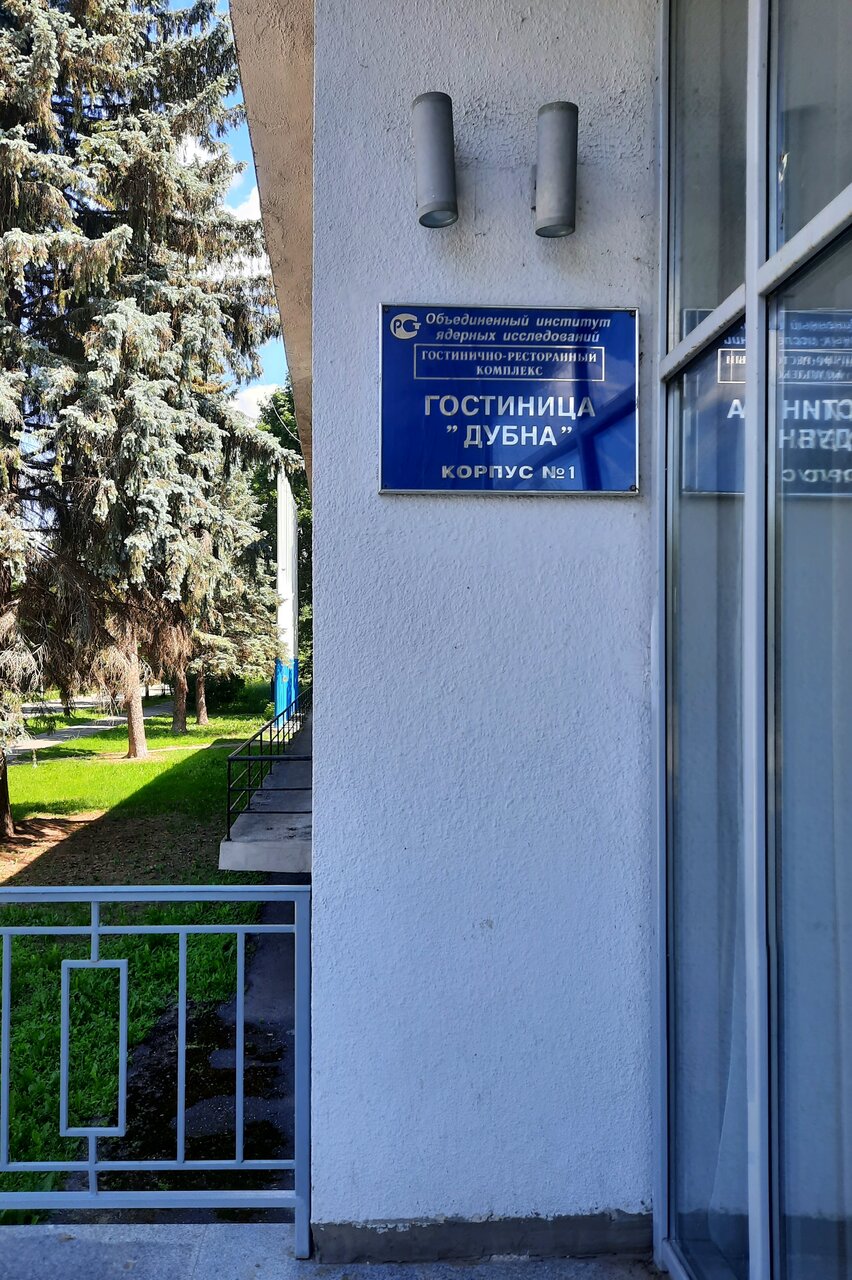 РСТ Объединенный институт
ядерных исследований
ГОСТИНИЧНО-РЕСТОРАННЫЙ
КОМПЛЕКС
ГОСТИНИЦА
"ДУБНА"
КОРПУС №1